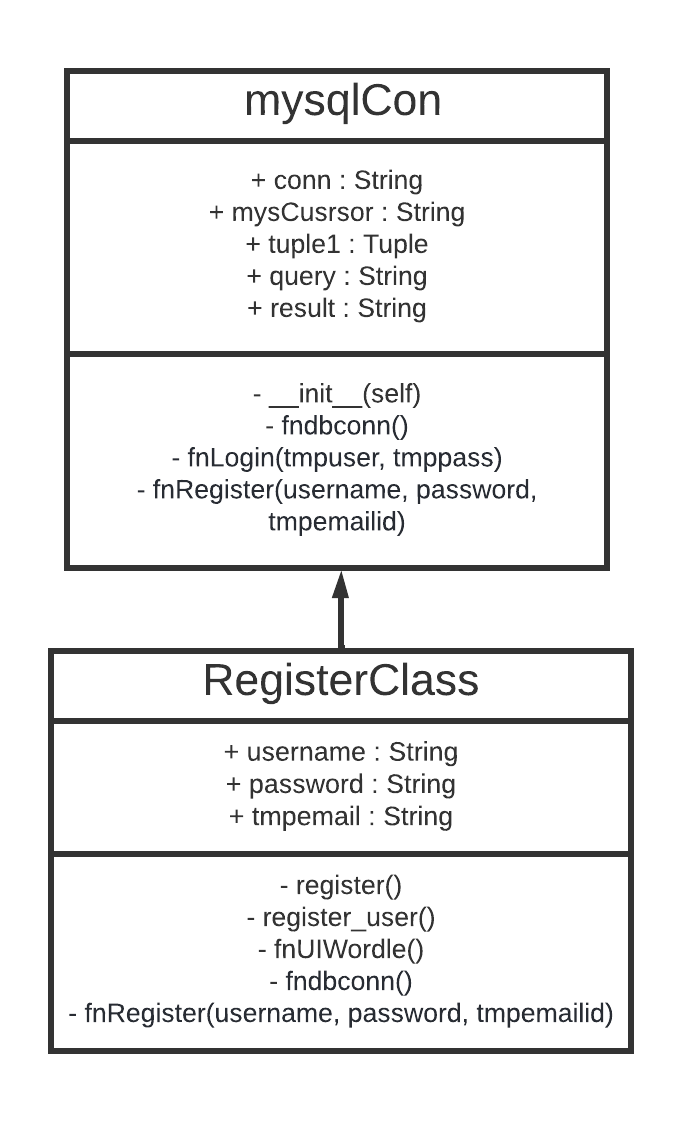 mysqlCon
+ conn : String
+ mysCusrsor : String
+ tuple1 : Tuple
+ query : String
+ result : String
- __init__(self)
- fndbconn()
- fnLogin(tmpuser, tmppass)
- fnRegister(username, password,
tmpemailid)
RegisterClass
+ username : String
+ password : String
+ tmpemail : String
- register()
- register_user()
- fnUIWordle()
- fndbconn()
- fnRegister(username, password, tmpemailid)